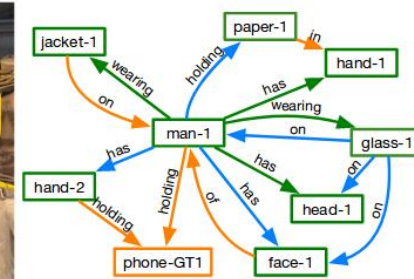 paper-1
jacket-1
in
hand-1
holding
wearing
has
on
wearing
man-1
on
glass-1
has
has
on
hand-2
holding
has
on
holding
of
head-1
phone-GT1
face-1